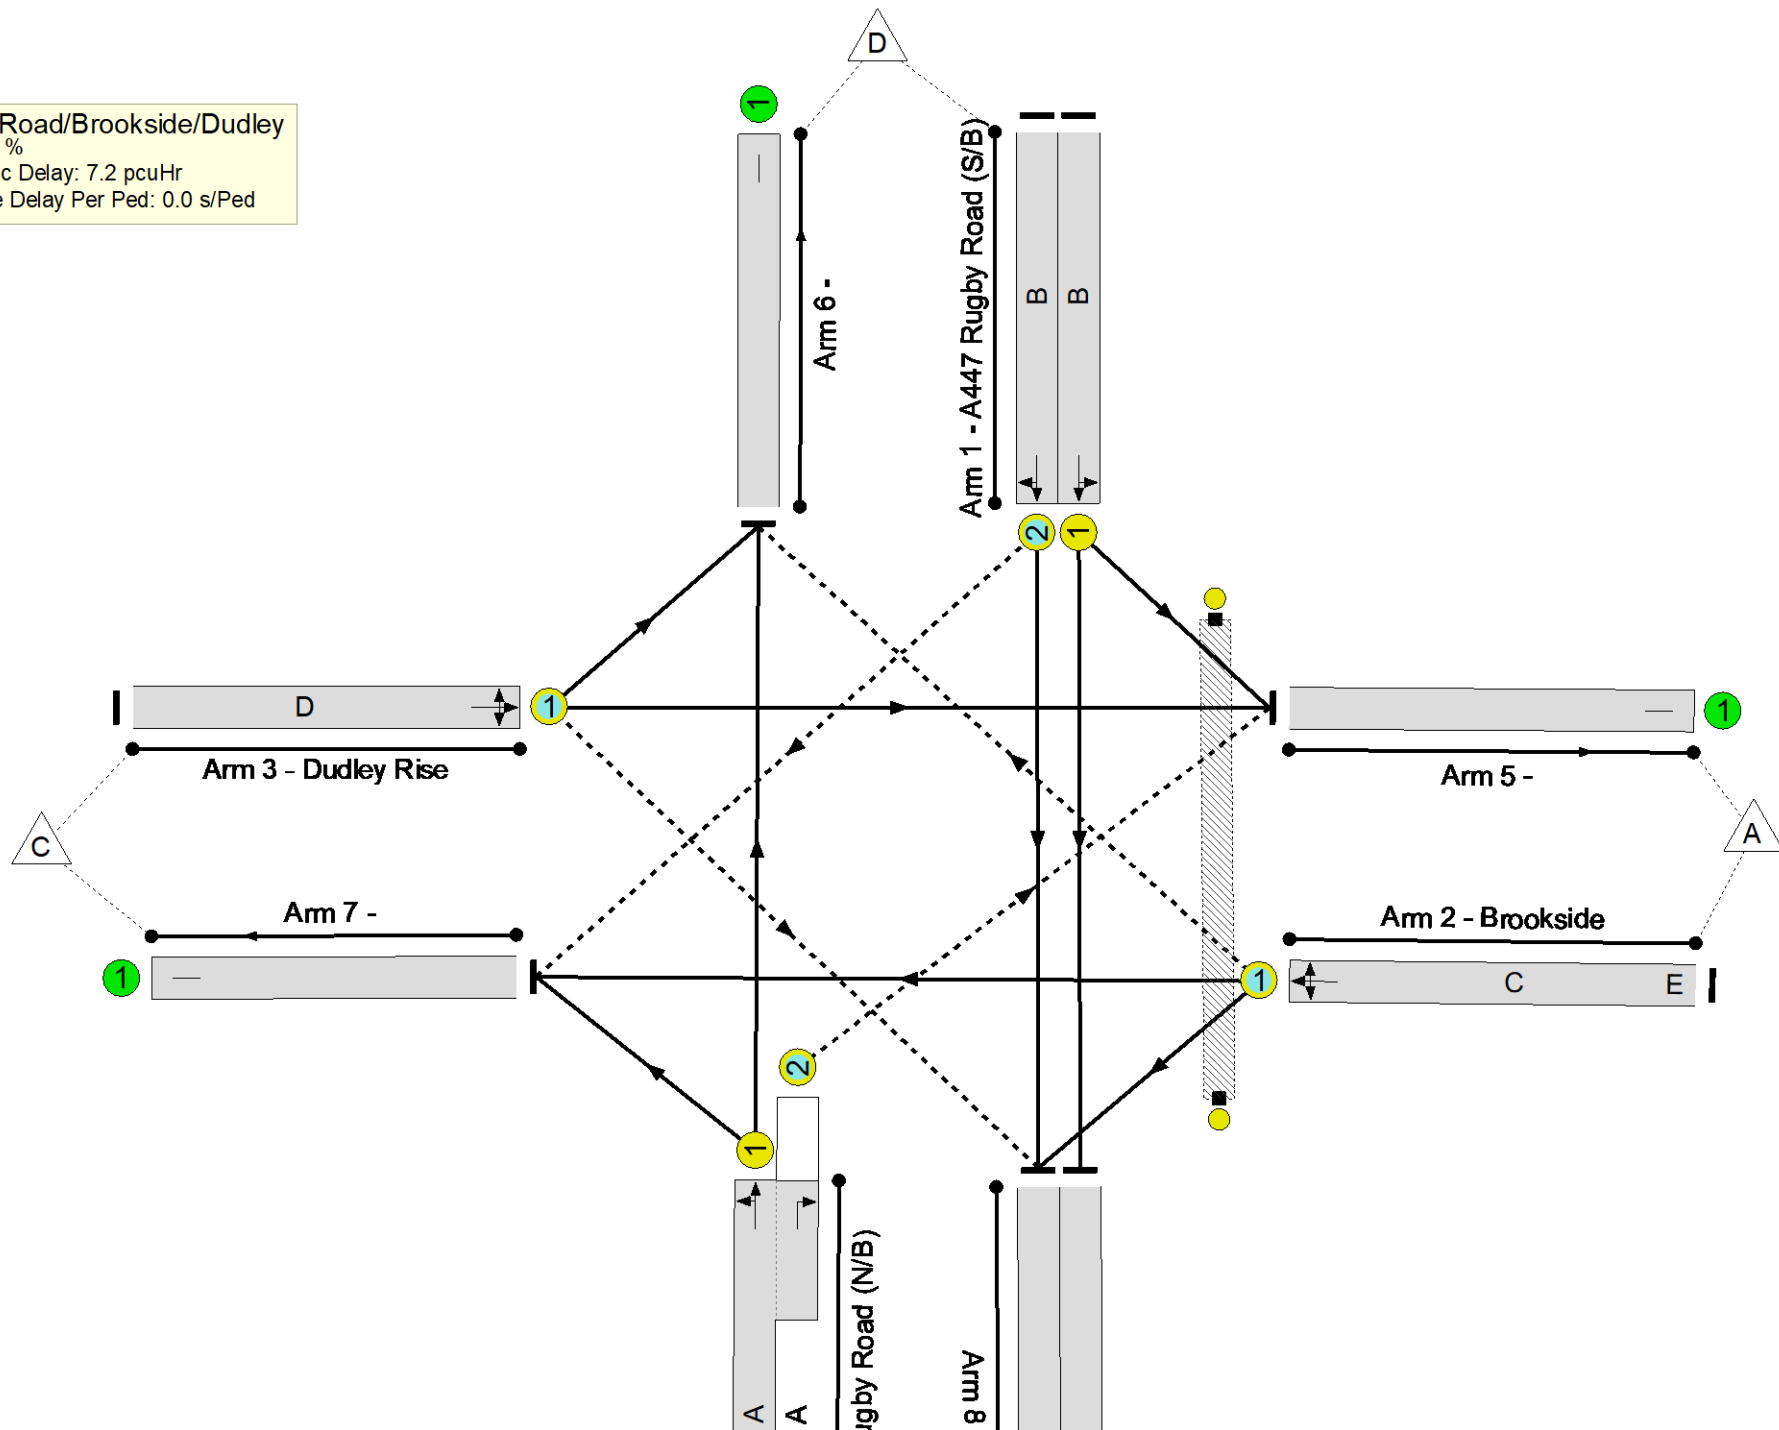 D
Road/Brookside/Dudley
%
c Delay: 7.2 pcuHr
e Delay Per Ped: 0.0 s/Ped
1
Arm 6 -
Arm 1 - A447 Rugby Road (S/B)
B
B
2
1
D
1
1
Arm 3 - Dudley Rise
Arm 5 -
C
A
Arm 7 -
Arm 2 - Brookside
1
1
C
E
2
1
ugby Road (N/B)
Arm 8
A
A